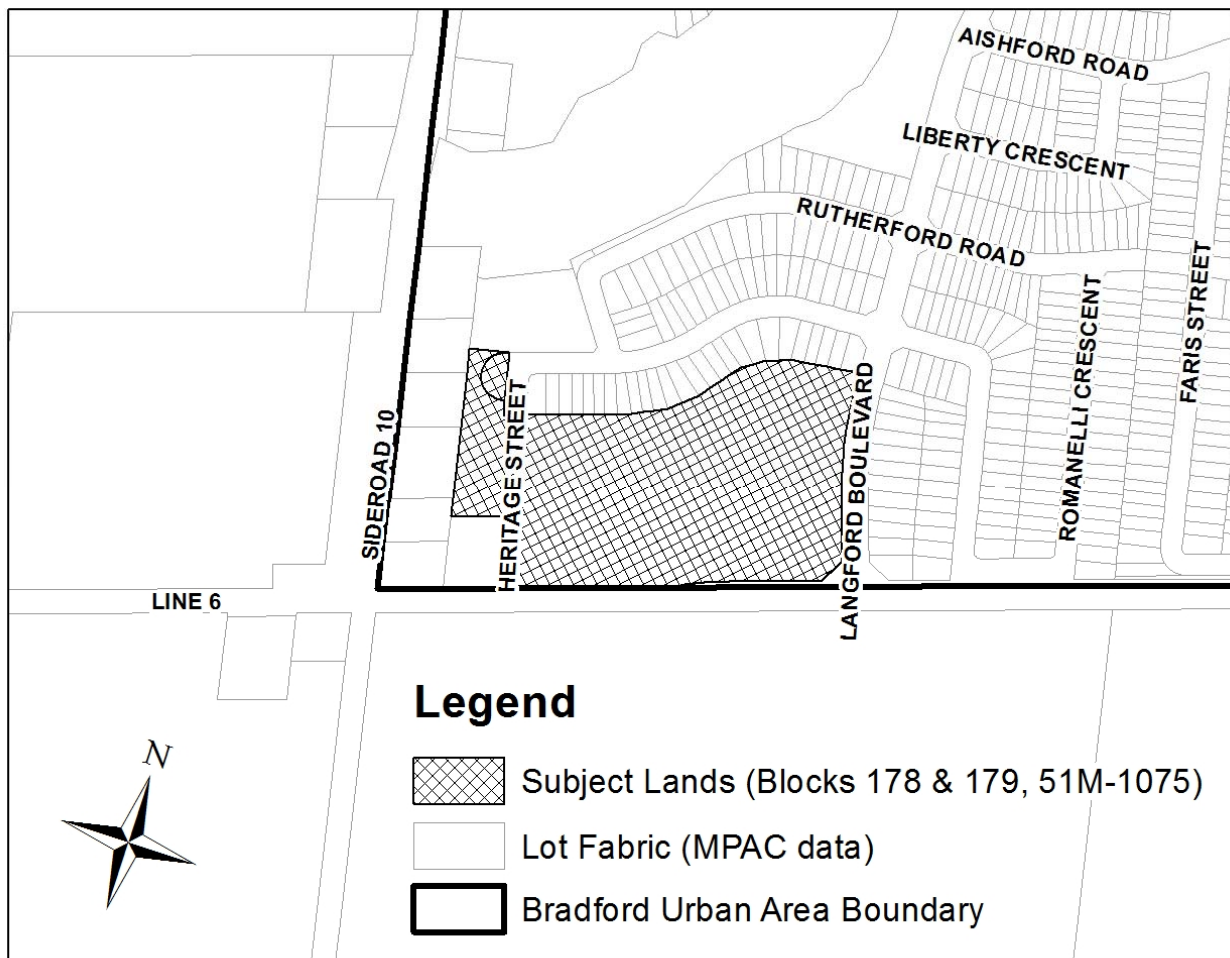 AISHFORD ROAD
LIBERTY CRESCENT
RUTHERFORD ROAD
FARIS STREET
ROMANELLI CRESCENT
LANGFORD BOULEVARD
HERITAGE STREET
SIDEROAD 10
LINE 6
Legend
N
Subject Lands (Blocks 178 & 179, 51M-1075)
Lot Fabric (MPAC data)
Bradford Urban Area Boundary